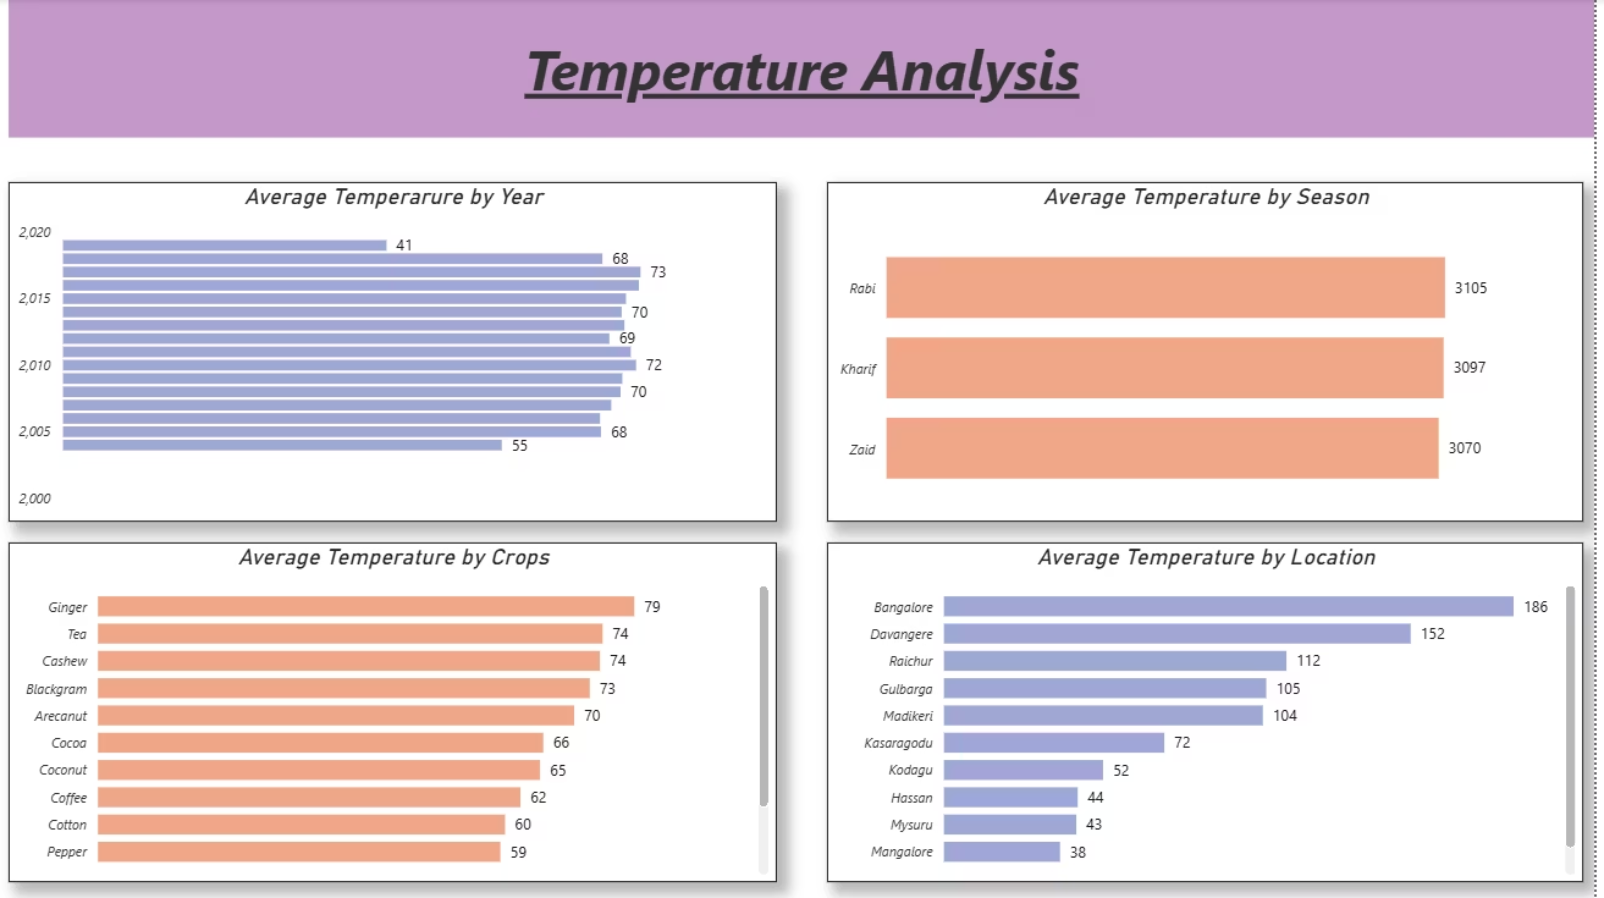 Temperature Analysis
Average Temperarure by Year
2,020
41
68
73
2,015
70
69
2,010
72
70
2,005
68
55
2,000
Average Temperature by Season
Rabi 3105
Kharif 3097
Zaid 3070
Average Temperature by Crops
Ginger 79
Tea 74
Cashew 74
Blackgram 73
Arecanut 70
Cocoa 66
Coconut 65
Coffee 62
Cotton 60
Pepper 59
Average Temperature by Location
Bangalore 186
Davangere 152
Raichur 112
Gulbarga 105
Madikeri 104
Kasaragodu 72
Kodagu 52
Hassan 44
Mysuru 43
Mangalore 38